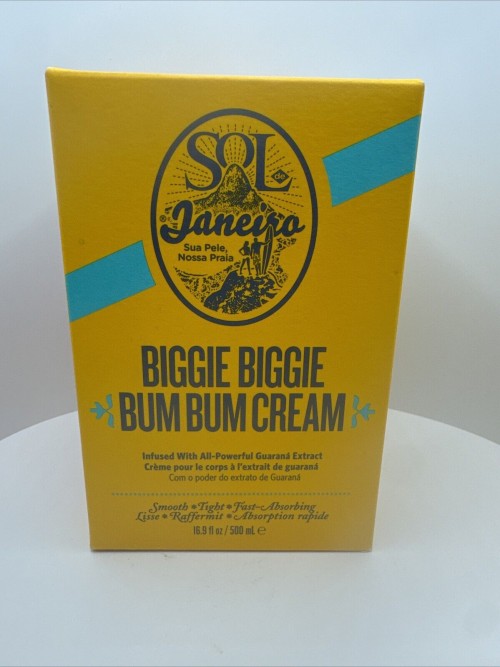 SOL
DE
Janeiro
®
Sua Pele,
Nossa Praia
BIGGIE BIGGIE
BUM BUM CREAM
Infused With All-Powerful Guaraná Extract
Crème pour le corps à l'extrait de guaraná
Com o poder do extrato de Guaraná
Smooth * Tight * Fast-Absorbing
Lisse * Raffermit * Absorption rapide
16.9 fl oz / 500 mL ℮